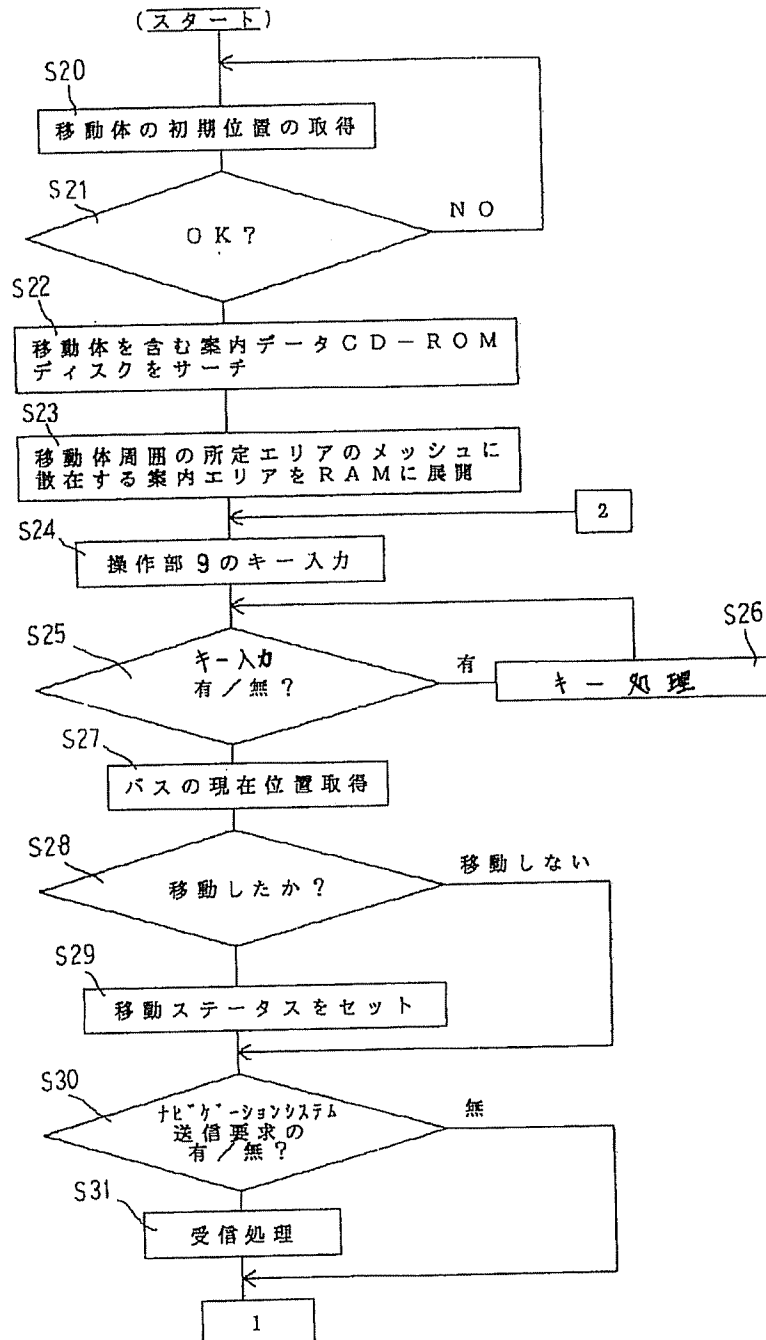 (スタート)
S20
移動体の初期位置の取得
S21
OK?
NO
S22
移動体を含む案内データCD-ROM
ディスクをサーチ
S23
移動体周囲の所定エリアのメッシュに
散在する案内エリアをRAMに展開
2
S24
操作部9のキー入力
S25
キー入力
有/無?
有
S26
キー処理
S27
バスの現在位置取得
S28
移動したか?
移動しない
S29
移動ステータスをセット
S30
ナビゲーションシステム
送信要求の
有/無?
無
S31
受信処理
1